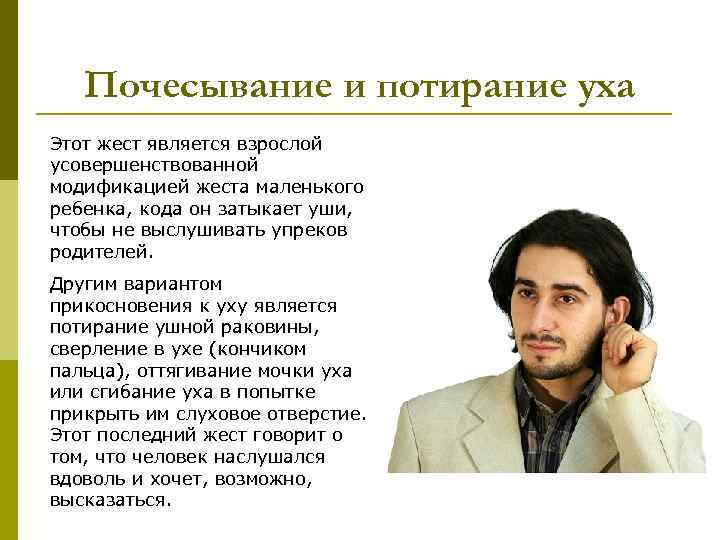 Почесывание и потирание уха
Этот жест является взрослой
усовершенствованной
модификацией жеста маленького
ребенка, кода он затыкает уши,
чтобы не выслушивать упреков
родителей.
Другим вариантом
прикосновения к уху является
потирание ушной раковины,
сверление в ухе (кончиком
пальца), оттягивание мочки уха
или сгибание уха в попытке
прикрыть им слуховое отверстие.
Этот последний жест говорит о
том, что человек наслушался
вдоволь и хочет, возможно,
высказаться.